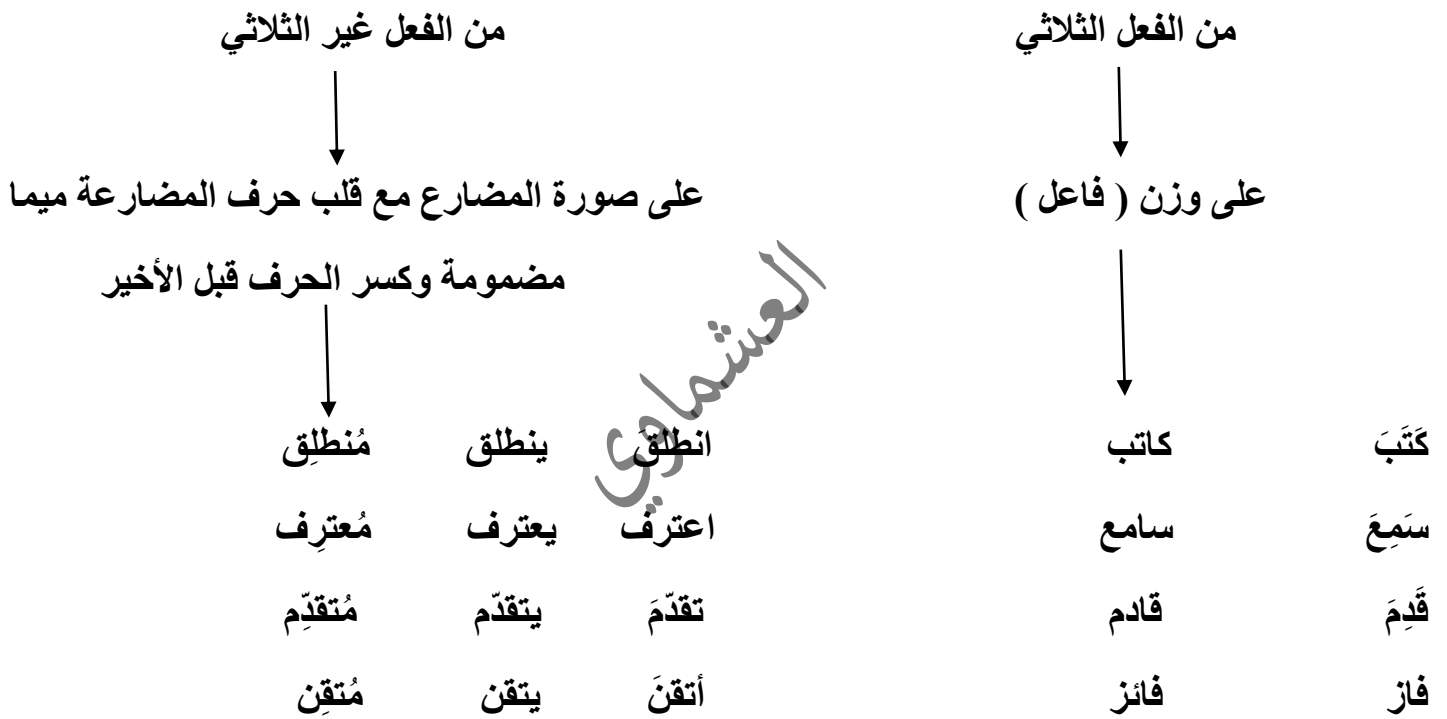 من الفعل الثلاثي
من الفعل غير الثلاثي
على وزن ( فاعل )
على صورة المضارع مع قلب حرف المضارعة ميما
مضمومة وكسر الحرف قبل الأخير
العشماوي
كَتَبَ كاتب انطلقَ ينطلق مُنطلِق
سَمِعَ سامع اعترف يعترف مُعترِف
قَدِمَ قادم تقدّمَ يتقدّم مُتقدِّم
فاز فائز أتقنَ يتقن مُتقِن